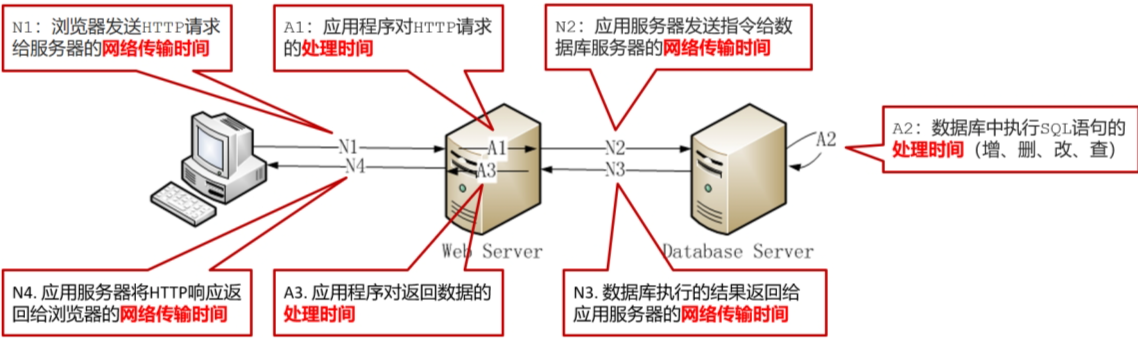 N1: 浏览器发送HTTP请求
给服务器的网络传输时间
A1: 应用程序对HTTP请求
的处理时间
N2: 应用服务器发送指令给数
据库服务器的网络传输时间
A2: 数据库中执行SQL语句的
处理时间（增、删、改、查）
N1
A1
N2
A2
N4
A3
N3
Web Server
Database Server
N4. 应用服务器将HTTP响应返
回给浏览器的网络传输时间
A3. 应用程序对返回数据的
处理时间
N3. 数据库执行的结果返回给
应用服务器的网络传输时间